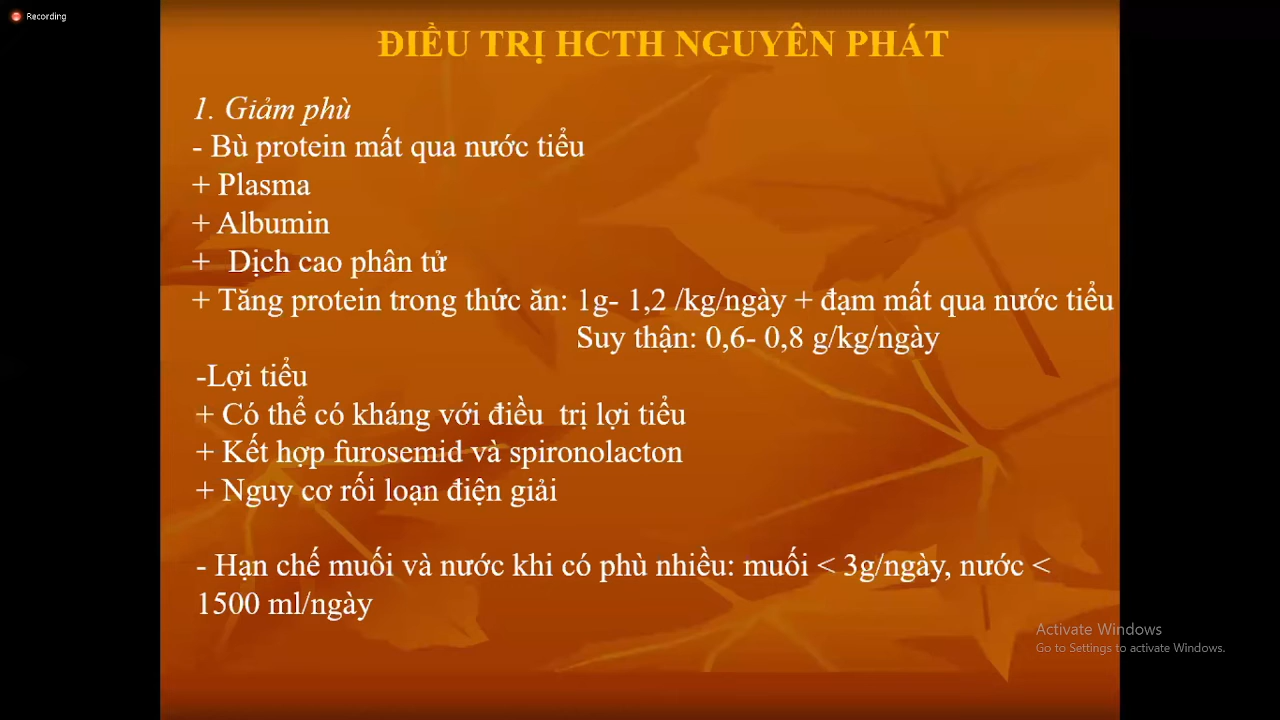 Recording
ĐIỀU TRỊ HCTH NGUYÊN PHÁT
1. Giảm phù
- Bù protein mất qua nước tiểu
+ Plasma
+ Albumin
+ Dịch cao phân tử
+ Tăng protein trong thức ăn: 1g- 1,2 /kg/ngày + đạm mất qua nước tiểu
Suy thận: 0,6- 0,8 g/kg/ngày
-Lợi tiểu
+ Có thể có kháng với điều trị lợi tiểu
+ Kết hợp furosemid và spironolacton
+ Nguy cơ rối loạn điện giải
- Hạn chế muối và nước khi có phù nhiều: muối < 3g/ngày, nước <
1500 ml/ngày
Activate Windows
Go to Settings to activate Windows.